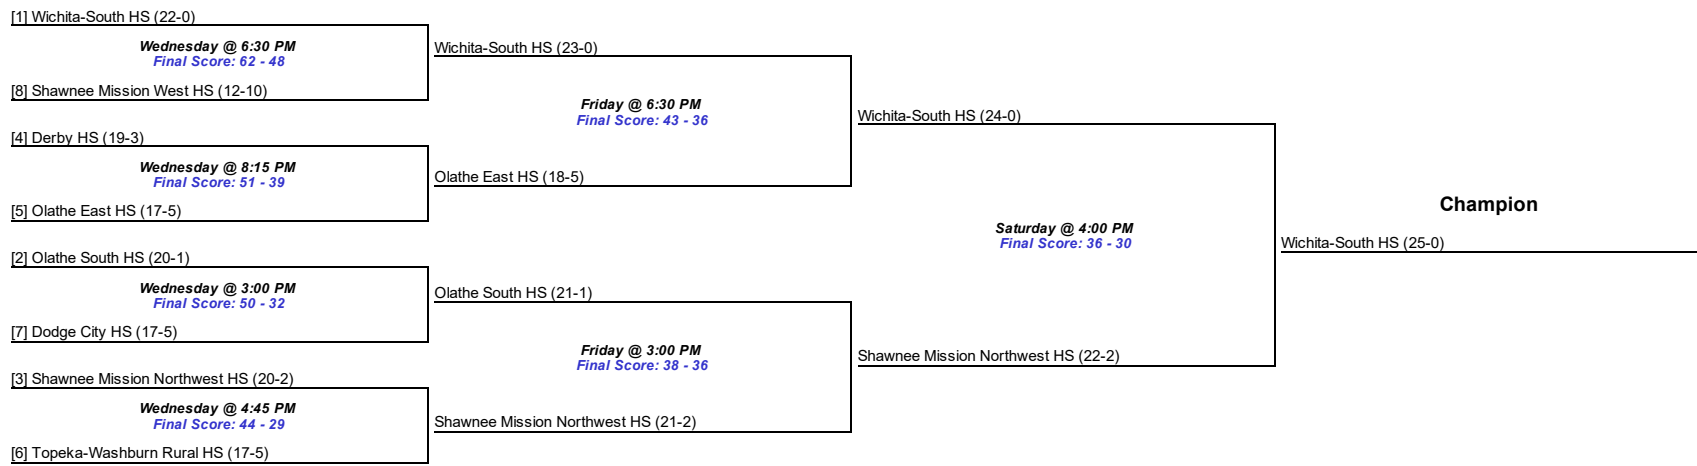 [1] Wichita-South HS (22-0)
Wednesday @ 6:30 PM
Final Score: 62 - 48
[8] Shawnee Mission West HS (12-10)
[4] Derby HS (19-3)
Wednesday @ 8:15 PM
Final Score: 51 - 39
[5] Olathe East HS (17-5)
[2] Olathe South HS (20-1)
Wednesday @ 3:00 PM
Final Score: 50 - 32
[7] Dodge City HS (17-5)
[3] Shawnee Mission Northwest HS (20-2)
Wednesday @ 4:45 PM
Final Score: 44 - 29
[6] Topeka-Washburn Rural HS (17-5)
Wichita-South HS (23-0)
Friday @ 6:30 PM
Final Score: 43 - 36
Olathe East HS (18-5)
Olathe South HS (21-1)
Friday @ 3:00 PM
Final Score: 38 - 36
Shawnee Mission Northwest HS (21-2)
Wichita-South HS (24-0)
Saturday @ 4:00 PM
Final Score: 36 - 30
Shawnee Mission Northwest HS (22-2)
Champion
Wichita-South HS (25-0)